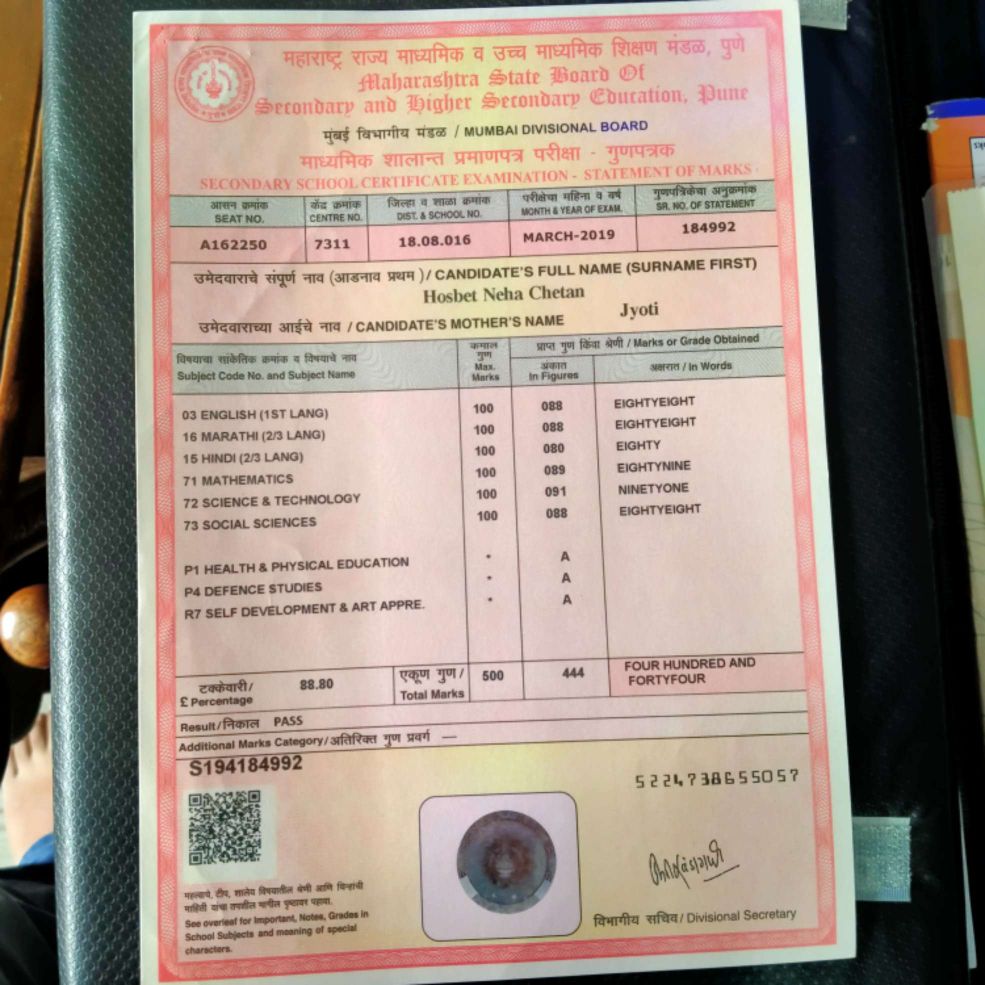 महाराष्ट्र राज्य माध्यमिक व उच्च माध्यमिक शिक्षण मंडळ, पुणे
Maharashtra State Board Of
Secondary and Higher Secondary Education, Pune
मुंबई विभागीय मंडळ / MUMBAI DIVISIONAL BOARD
माध्यमिक शालान्त प्रमाणपत्र परीक्षा - गुणपत्रक
SECONDARY SCHOOL CERTIFICATE EXAMINATION - STATEMENT OF MARKS
आसन क्रमांक केंद्र क्रमांक जिल्हा व शाळा क्रमांक परीक्षेचा महिना व वर्ष गुणपत्रिकेचा अनुक्रमांक
SEAT NO. CENTRE NO. DIST. & SCHOOL NO. MONTH & YEAR OF EXAM. SR. NO. OF STATEMENT
A162250 7311 18.08.016 MARCH-2019 184992
उमेदवाराचे संपूर्ण नाव (आडनाव प्रथम) / CANDIDATE'S FULL NAME (SURNAME FIRST)
Hosbet Neha Chetan
उमेदवाराच्या आईचे नाव / CANDIDATE'S MOTHER'S NAME Jyoti
विषयाचा सांकेतिक क्रमांक व विषयाचे नाव
Subject Code No. and Subject Name
कमाल
गुण
Max.
Marks
प्राप्त गुण किंवा श्रेणी / Marks or Grade Obtained
अंकात
In Figures
अक्षरात / In Words
03 ENGLISH (1ST LANG) 100 088 EIGHTYEIGHT
16 MARATHI (2/3 LANG) 100 088 EIGHTYEIGHT
15 HINDI (2/3 LANG) 100 080 EIGHTY
71 MATHEMATICS 100 089 EIGHTYNINE
72 SCIENCE & TECHNOLOGY 100 091 NINETYONE
73 SOCIAL SCIENCES 100 088 EIGHTYEIGHT
P1 HEALTH & PHYSICAL EDUCATION * A
P4 DEFENCE STUDIES * A
R7 SELF DEVELOPMENT & ART APPRE. * A
टक्केवारी/
£ Percentage
88.80
एकूण गुण /
Total Marks
500 444
FOUR HUNDRED AND
FORTYFOUR
Result/निकाल PASS
Additional Marks Category/अतिरिक्त गुण प्रवर्ग —
S194184992
5224738655057
महत्वाचे, टीप, शालेय विषयातील श्रेणी आणि चिन्हांची
माहिती याचा तपशील मागील पृष्ठावर पहावा.
See overleaf for Important, Notes, Grades in
School Subjects and meaning of special
characters.
विभागीय सचिव / Divisional Secretary